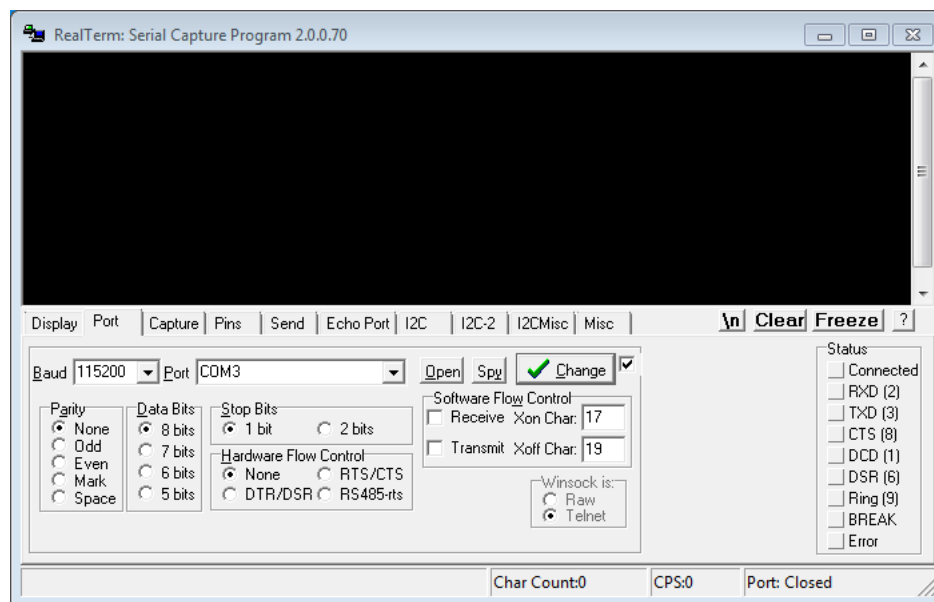 RealTerm: Serial Capture Program 2.0.0.70
Display Port Capture Pins Send Echo Port I2C I2C-2 I2CMisc Misc \n Clear Freeze ?
Baud 115200 Port COM3 Open Spy Change
Parity
None
Odd
Even
Mark
Space
Data Bits
8 bits
7 bits
6 bits
5 bits
Stop Bits
1 bit 2 bits
Hardware Flow Control
None RTS/CTS
DTR/DSR RS485-rts
Software Flow Control
Receive Xon Char: 17
Transmit Xoff Char: 19
Winsock is:
Raw
Telnet
Status
Connected
RXD (2)
TXD (3)
CTS (8)
DCD (1)
DSR (6)
Ring (9)
BREAK
Error
Char Count:0 CPS:0 Port: Closed